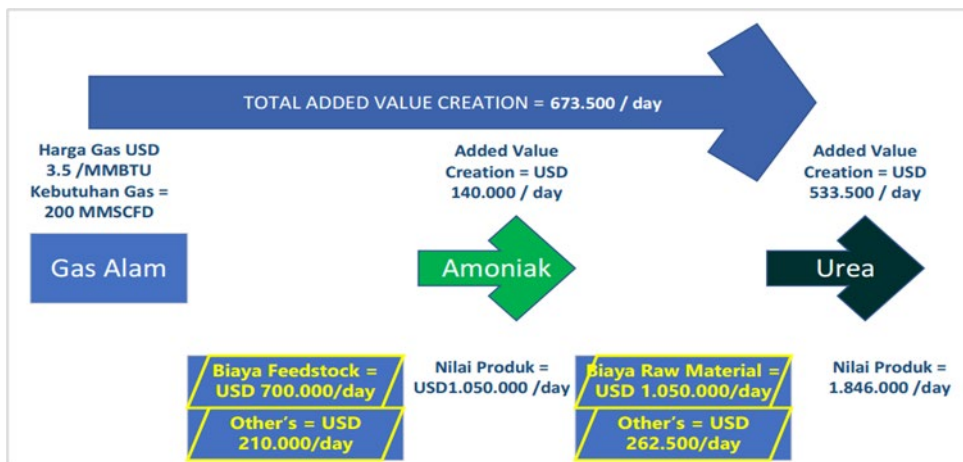 TOTAL ADDED VALUE CREATION = 673.500 / day
Harga Gas USD
3.5 /MMBTU
Kebutuhan Gas =
200 MMSCFD
Added Value
Creation = USD
140.000 / day
Added Value
Creation = USD
533.500 / day
Gas Alam
Amoniak
Urea
Biaya Feedstock =
USD 700.000/day
Other's = USD
210.000/day
Nilai Produk =
USD1.050.000 /day
Biaya Raw Material =
USD 1.050.000/day
Other's = USD
262.500/day
Nilai Produk =
1.846.000 /day